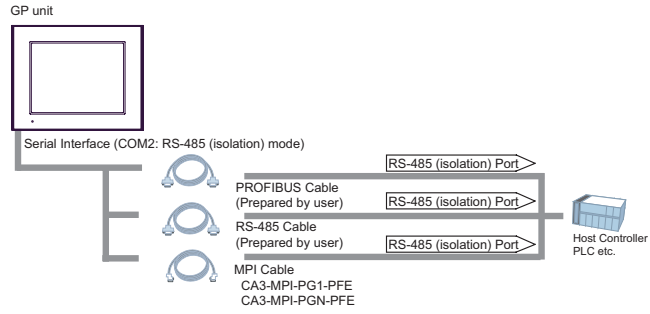 GP unit
Serial Interface (COM2: RS-485 (isolation) mode)
RS-485 (isolation) Port
PROFIBUS Cable
(Prepared by user)
RS-485 (isolation) Port
RS-485 Cable
(Prepared by user)
RS-485 (isolation) Port
Host Controller
PLC etc.
MPI Cable
CA3-MPI-PG1-PFE
CA3-MPI-PGN-PFE